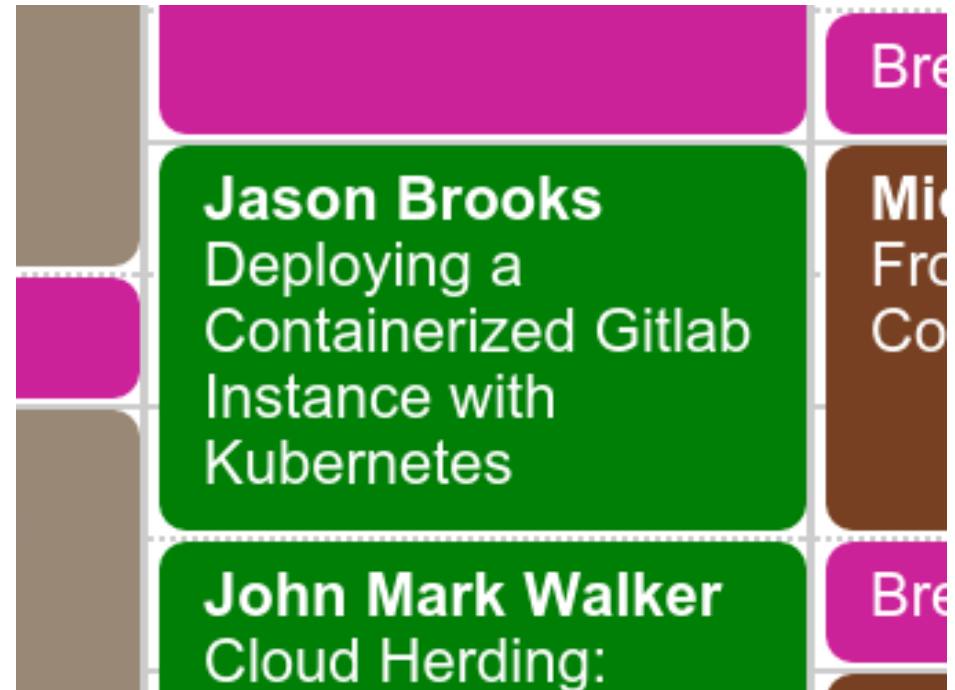 Jason Brooks
Deploying a
Containerized Gitlab
Instance with
Kubernetes
John Mark Walker
Cloud Herding: